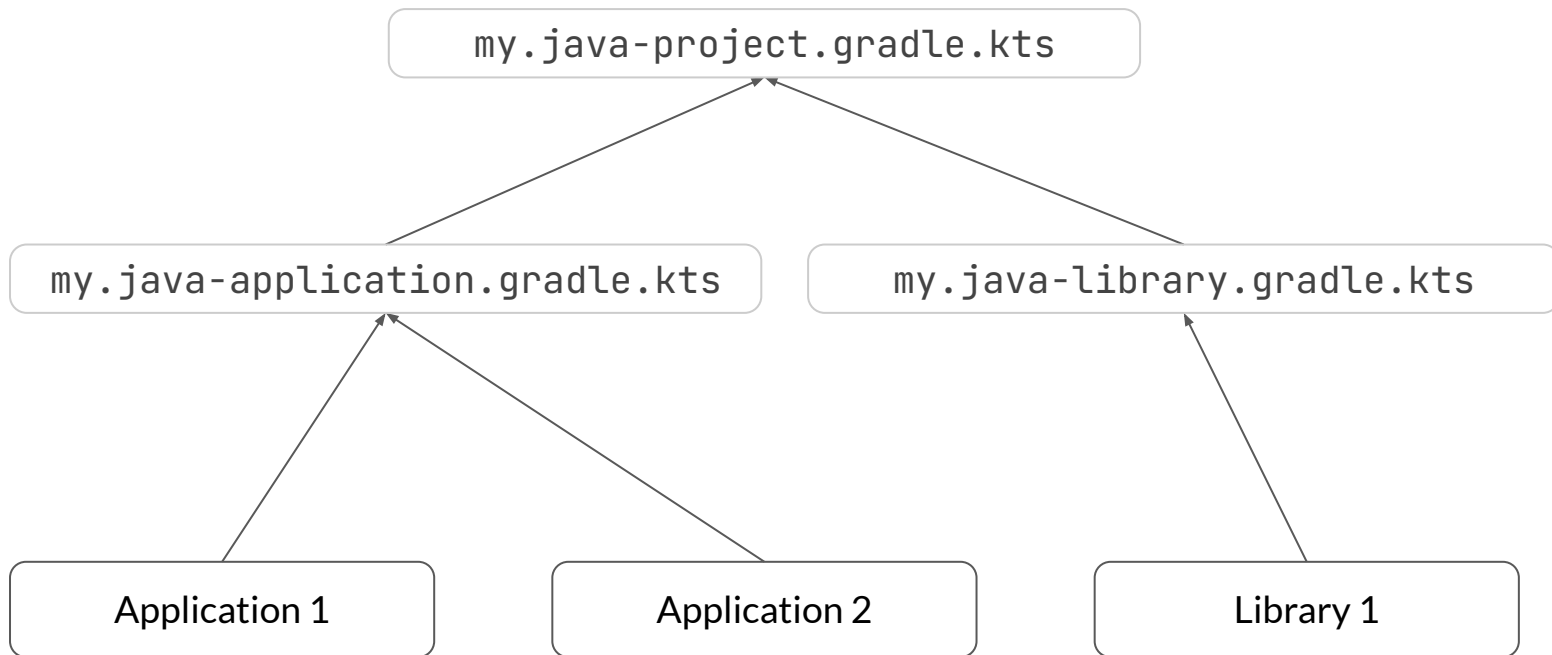 my.java-project.gradle.kts
my.java-application.gradle.kts
my.java-library.gradle.kts
Application 1
Application 2
Library 1